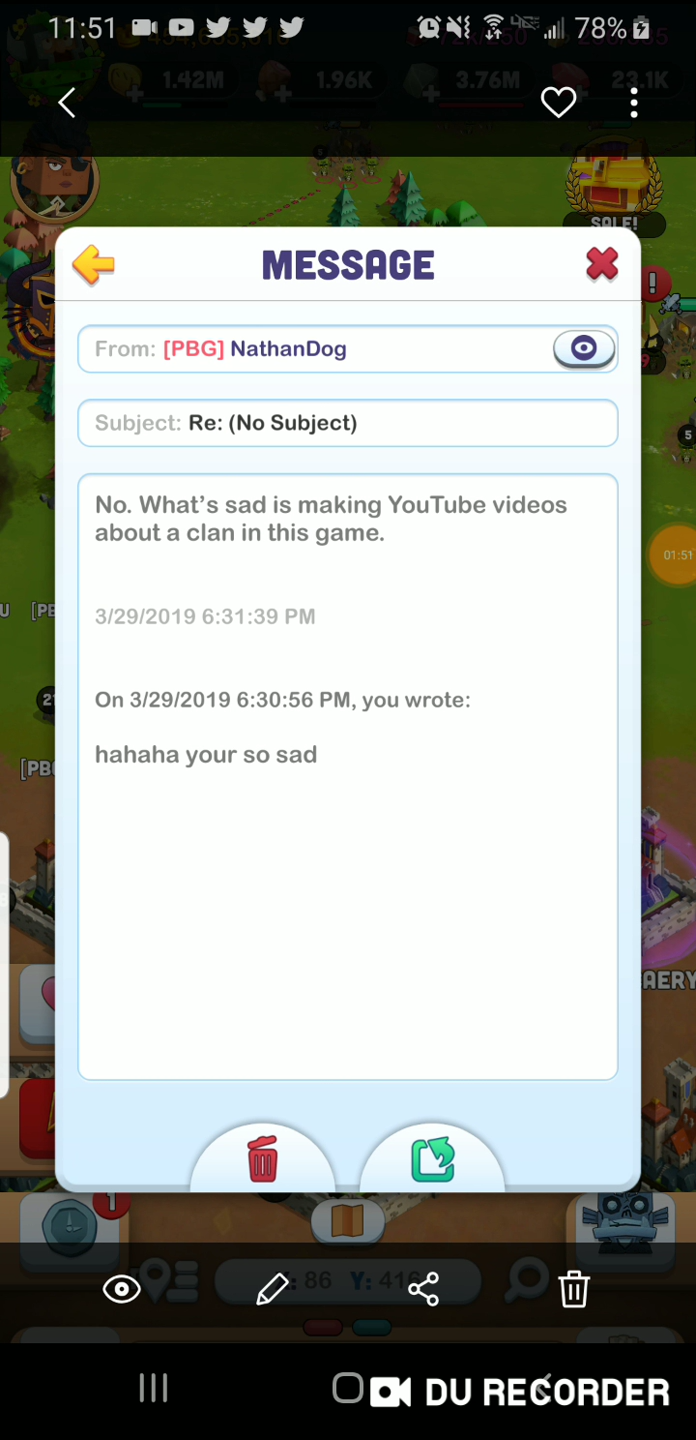 11:51 78%
1.42M 1.96K 3.76M 23.1K
SALE!
MESSAGE
From: [PBG] NathanDog
Subject: Re: (No Subject)
No. What's sad is making YouTube videos
about a clan in this game.
01:51
3/29/2019 6:31:39 PM
On 3/29/2019 6:30:56 PM, you wrote:
hahaha your so sad
AERY
1
86 Y: 416
DU RECORDER